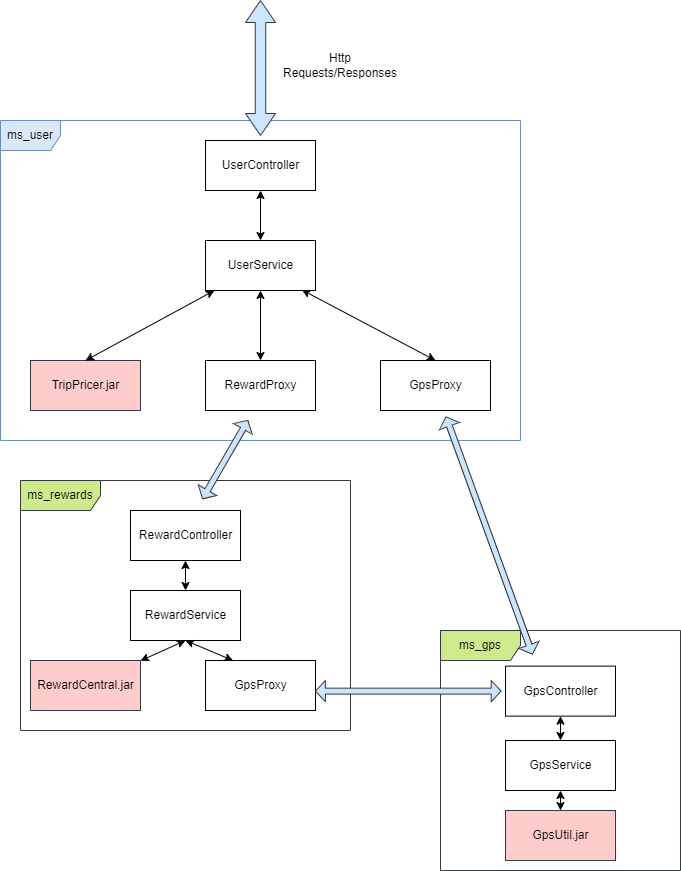 Http
Requests/Responses
ms_user
UserController
UserService
TripPricer.jar
RewardProxy
GpsProxy
ms_rewards
RewardController
RewardService
RewardCentral.jar
GpsProxy
ms_gps
GpsController
GpsService
GpsUtil.jar